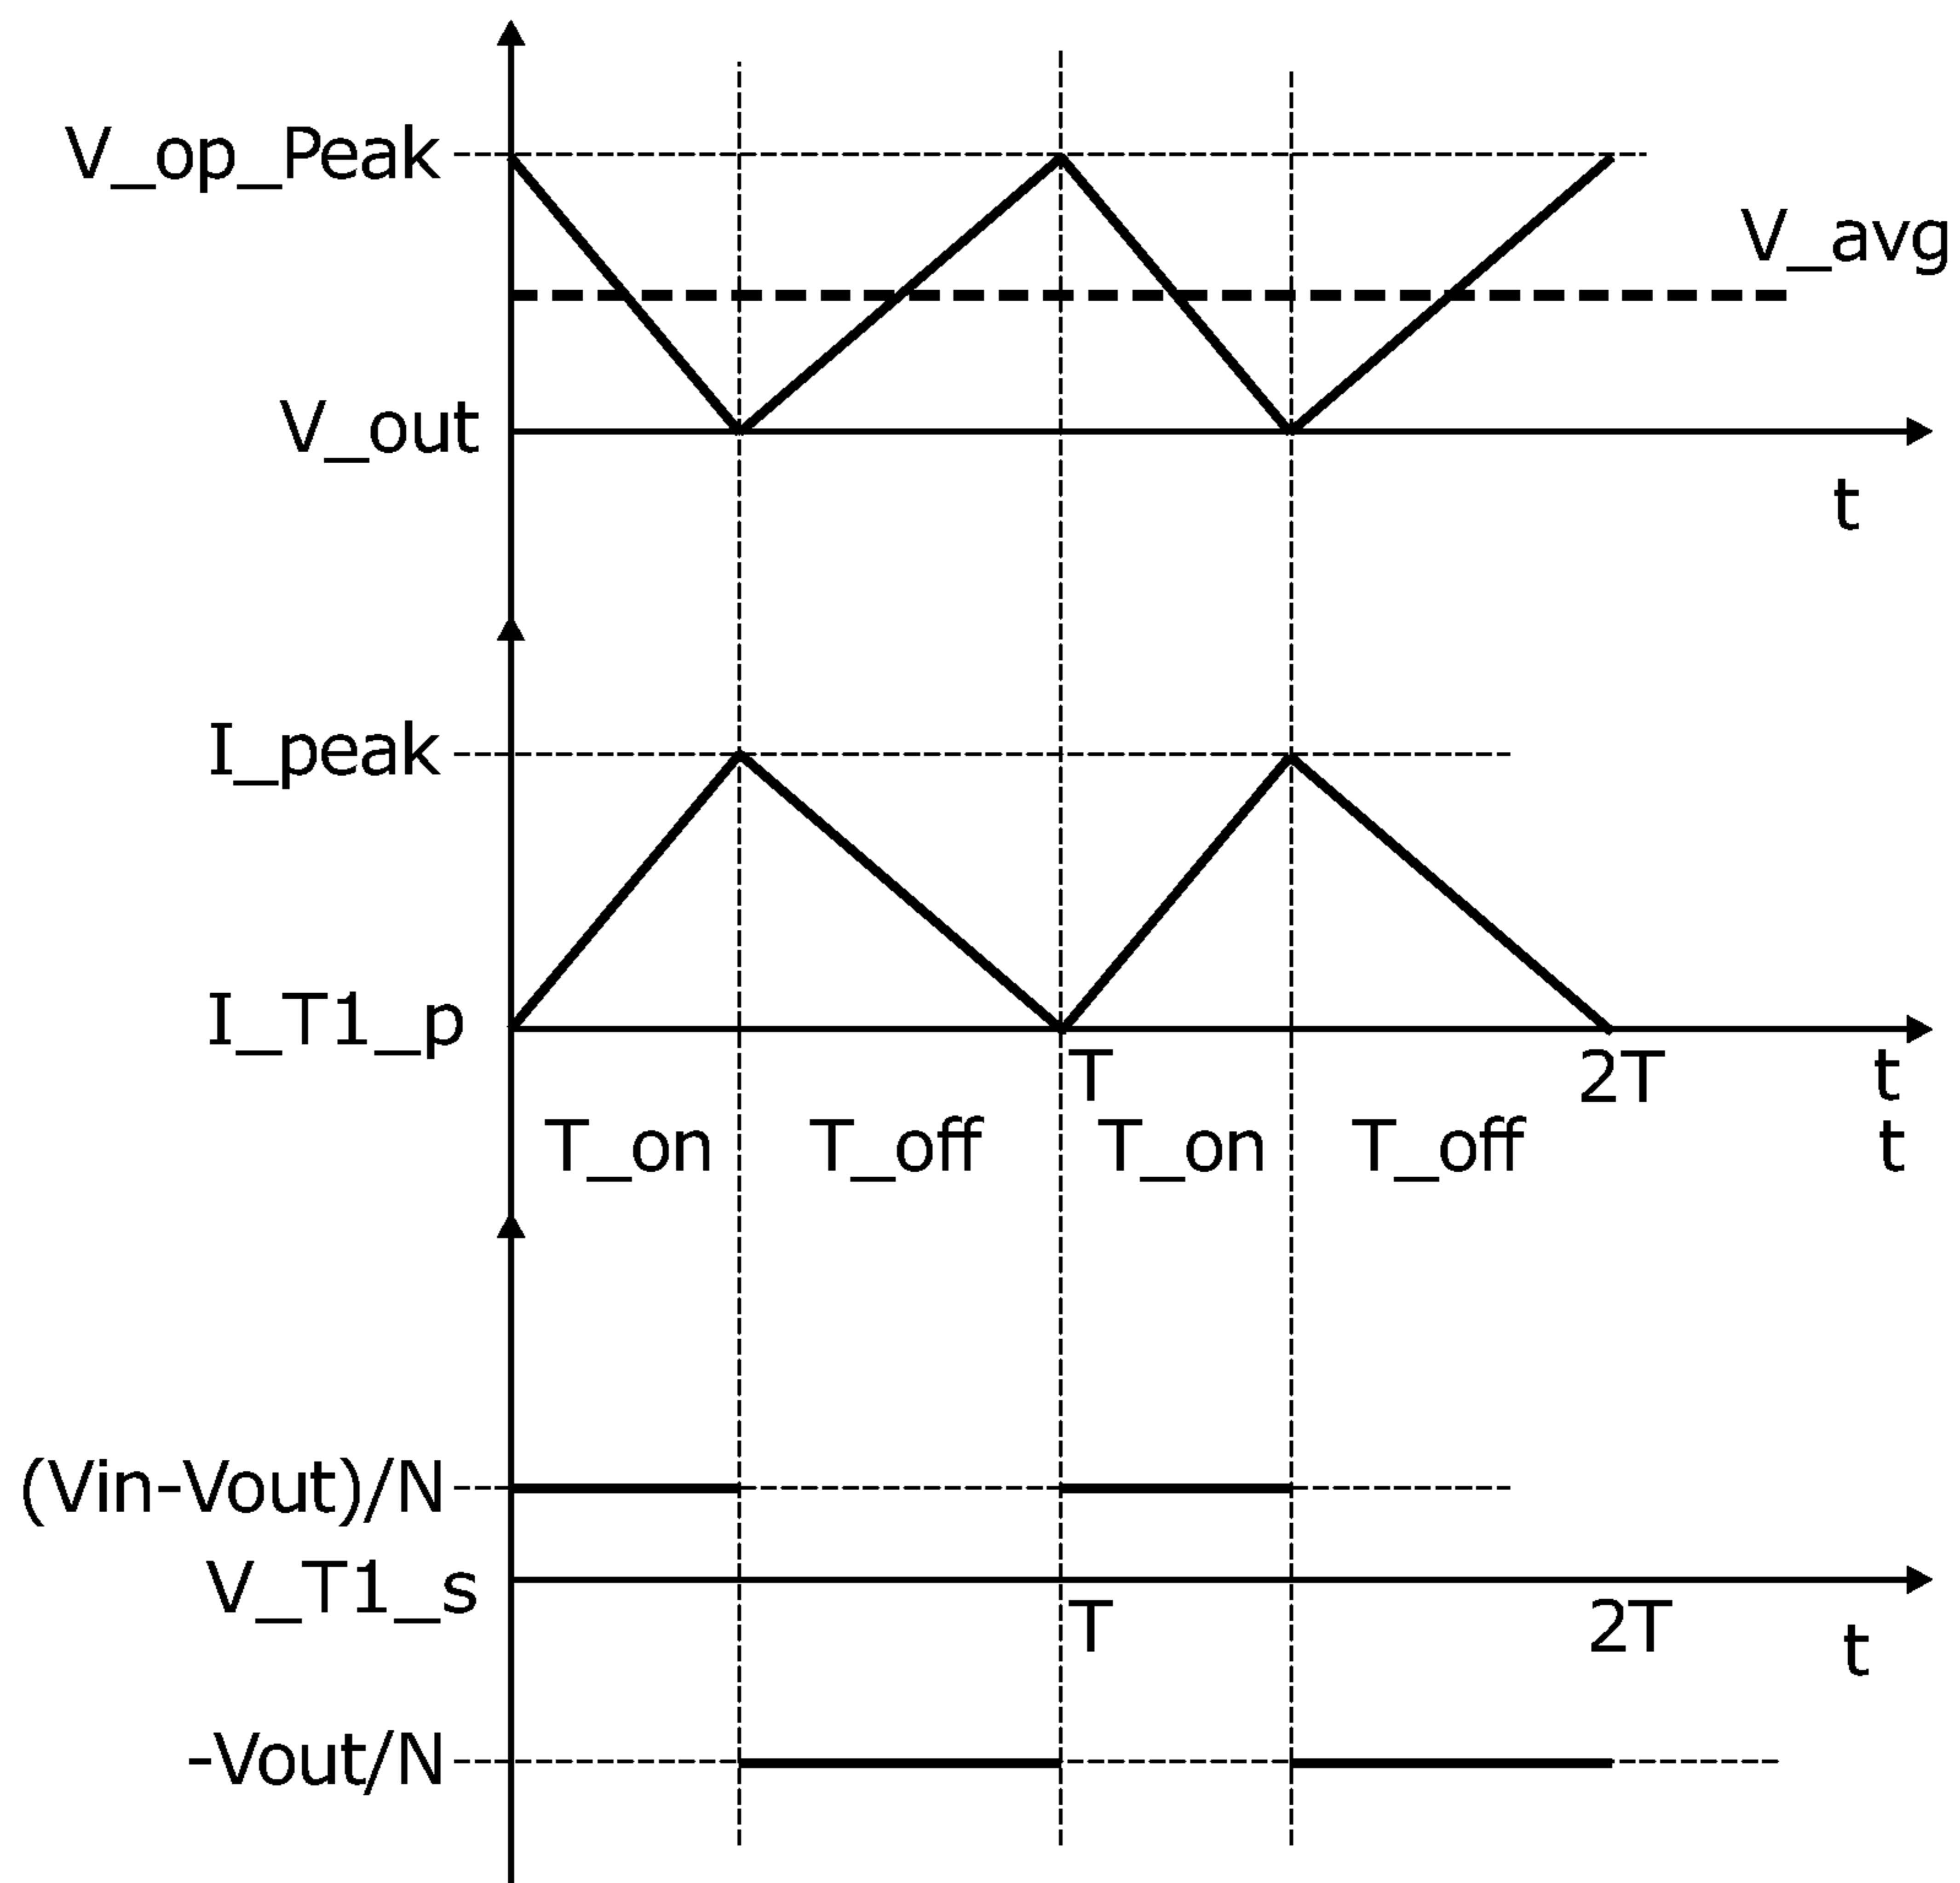 V_op_Peak
V_avg
V_out
t
I_peak
I_T1_p
T
2T
t
T_on
T_off
T_on
T_off
t
(Vin-Vout)/N
V_T1_s
T
2T
t
-Vout/N